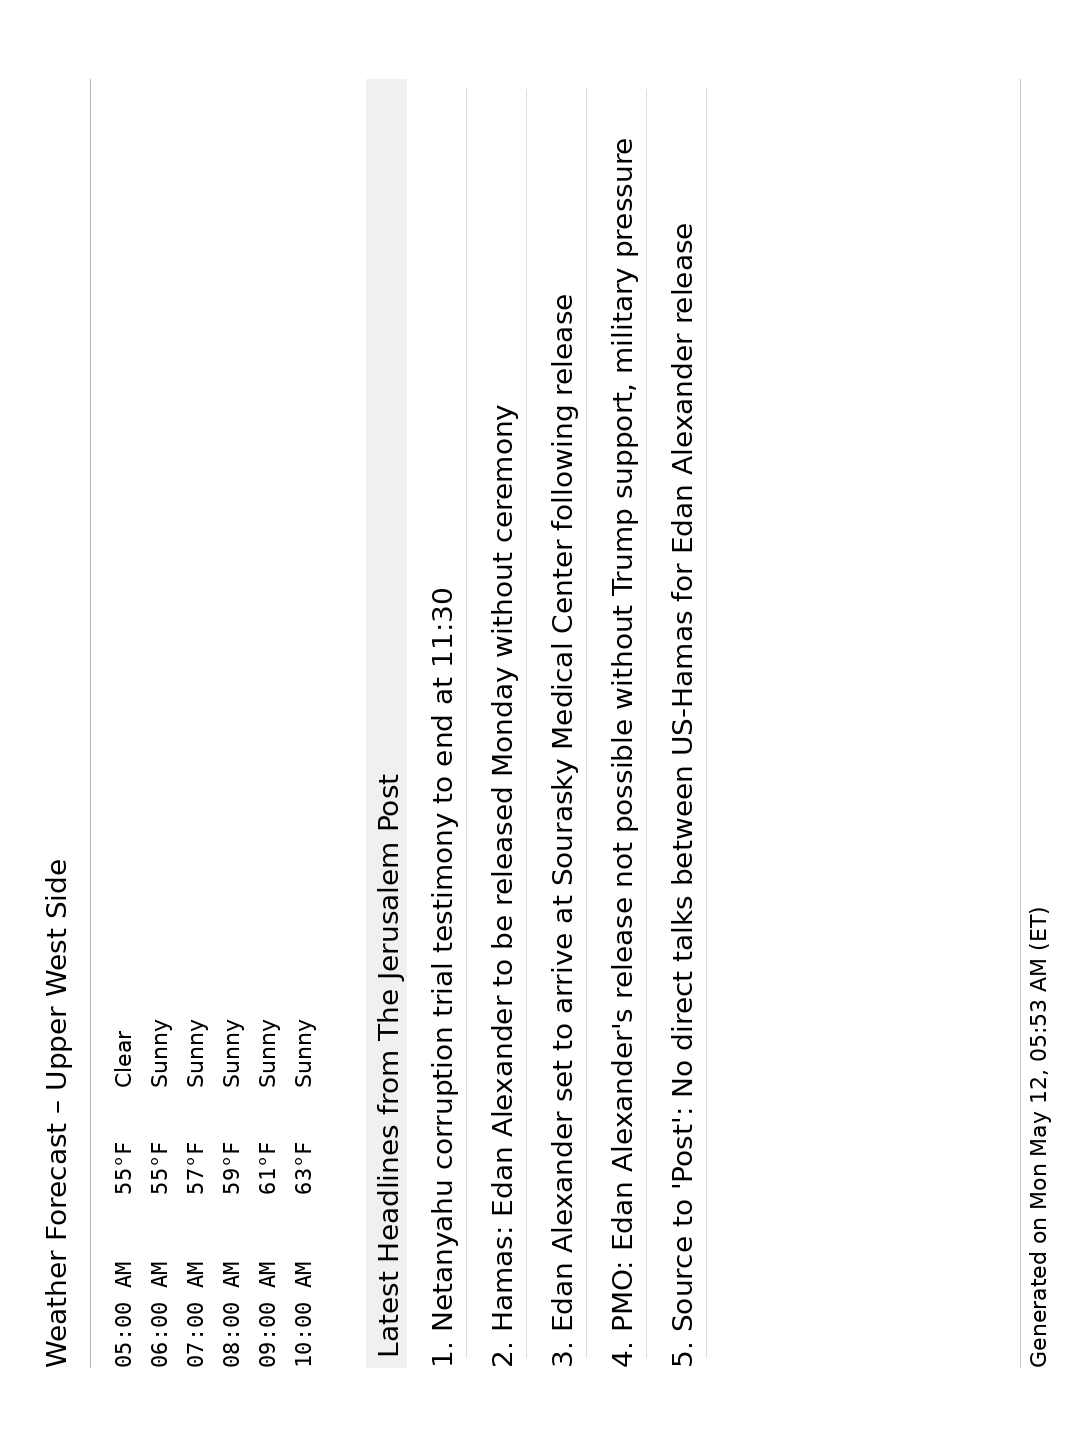 Weather Forecast – Upper West Side
05:00 AM 55°F Clear
06:00 AM 55°F Sunny
07:00 AM 57°F Sunny
08:00 AM 59°F Sunny
09:00 AM 61°F Sunny
10:00 AM 63°F Sunny
Latest Headlines from The Jerusalem Post
1. Netanyahu corruption trial testimony to end at 11:30
2. Hamas: Edan Alexander to be released Monday without ceremony
3. Edan Alexander set to arrive at Sourasky Medical Center following release
4. PMO: Edan Alexander's release not possible without Trump support, military pressure
5. Source to 'Post': No direct talks between US-Hamas for Edan Alexander release
Generated on Mon May 12, 05:53 AM (ET)